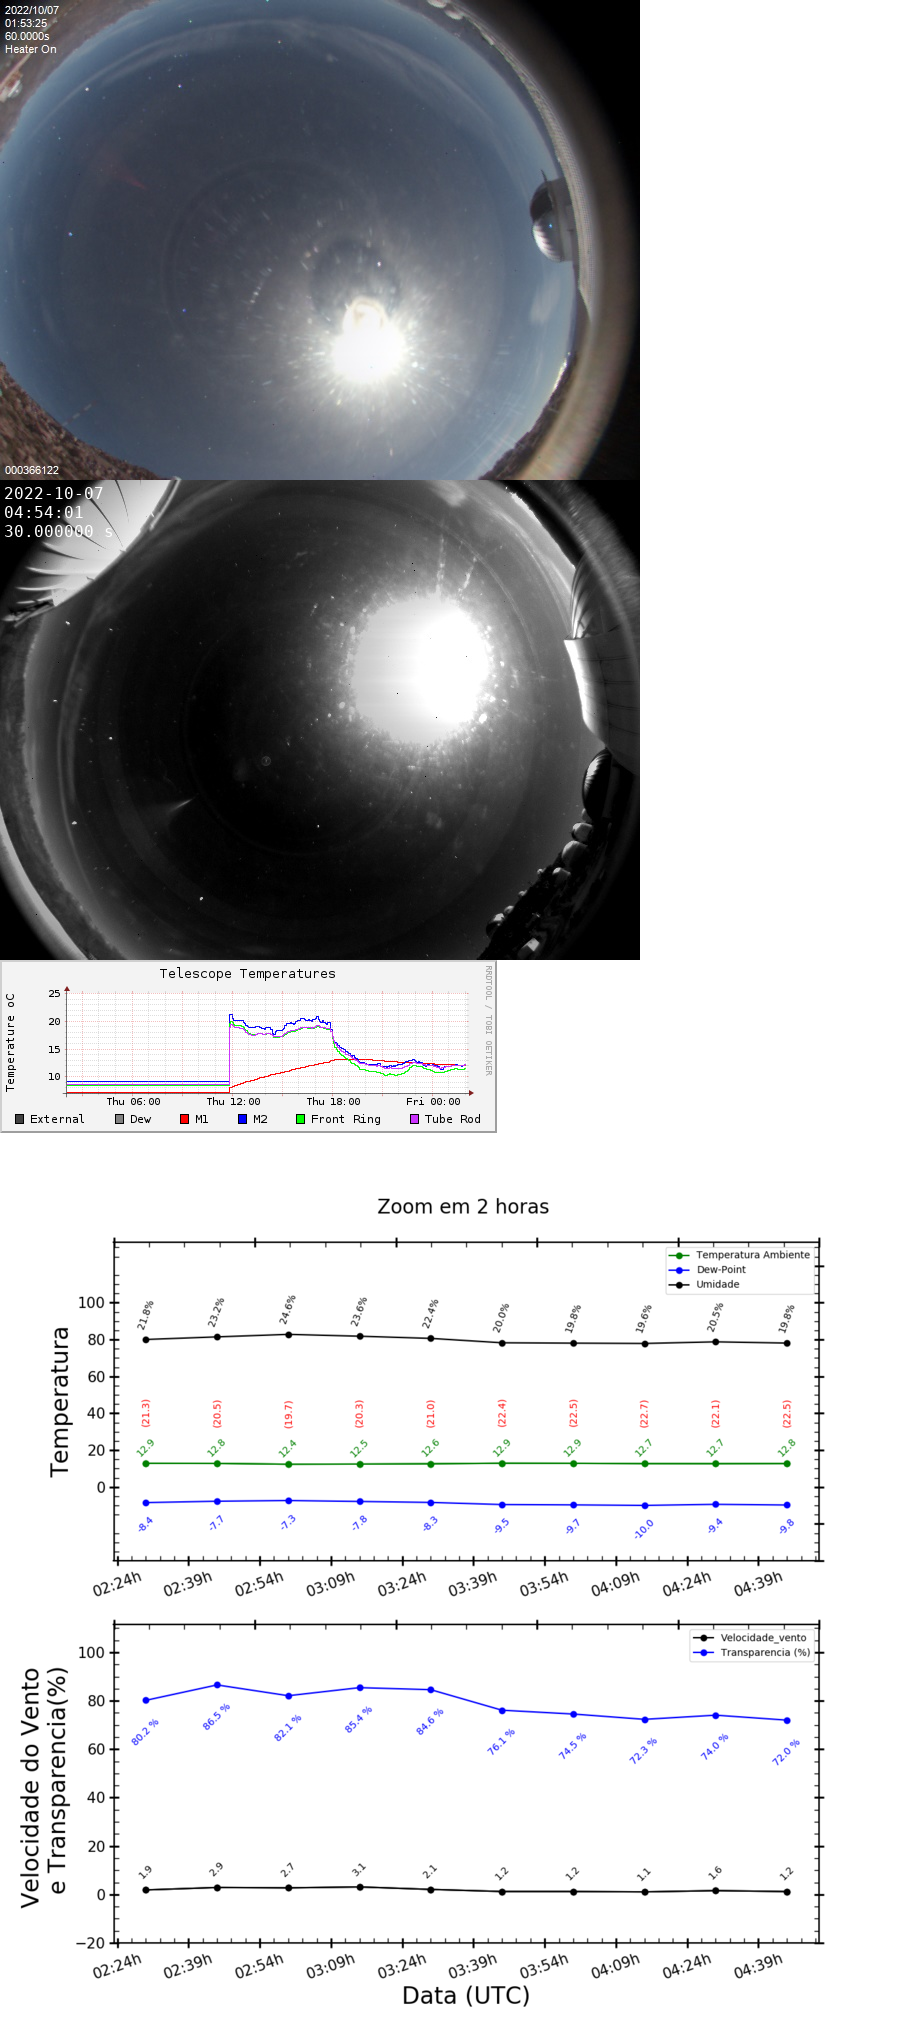 2022/10/07
01:53:25
60.0000s
Heater On
000366122
2022-10-07
04:54:01
30.000000 s
Telescope Temperatures
RRDTOOL / TOBI OETIKER
Temperature oC
25
20
15
10
Thu 06:00 Thu 12:00 Thu 18:00 Fri 00:00
External Dew M1 M2 Front Ring Tube Rod
Zoom em 2 horas
Temperatura Ambiente
Dew-Point
Umidade
Temperatura
100
80
60
40
20
0
21.8% 23.2% 24.6% 23.6% 22.4% 20.0% 19.8% 19.6% 20.5% 19.8%
(21.3) (20.5) (19.7) (20.3) (21.0) (22.4) (22.5) (22.7) (22.1) (22.5)
12.9 12.8 12.4 12.5 12.6 12.9 12.9 12.7 12.7 12.8
-8.4 -7.7 -7.3 -7.8 -8.3 -9.5 -9.7 -10.0 -9.4 -9.8
02:24h 02:39h 02:54h 03:09h 03:24h 03:39h 03:54h 04:09h 04:24h 04:39h
Velocidade_vento
Transparencia (%)
Velocidade do Vento
e Transparencia(%)
100
80
60
40
20
0
−20
80.2 % 86.5 % 82.1 % 85.4 % 84.6 % 76.1 % 74.5 % 72.3 % 74.0 % 72.0 %
1.9 2.9 2.7 3.1 2.1 1.2 1.2 1.1 1.6 1.2
02:24h 02:39h 02:54h 03:09h 03:24h 03:39h 03:54h 04:09h 04:24h 04:39h
Data (UTC)